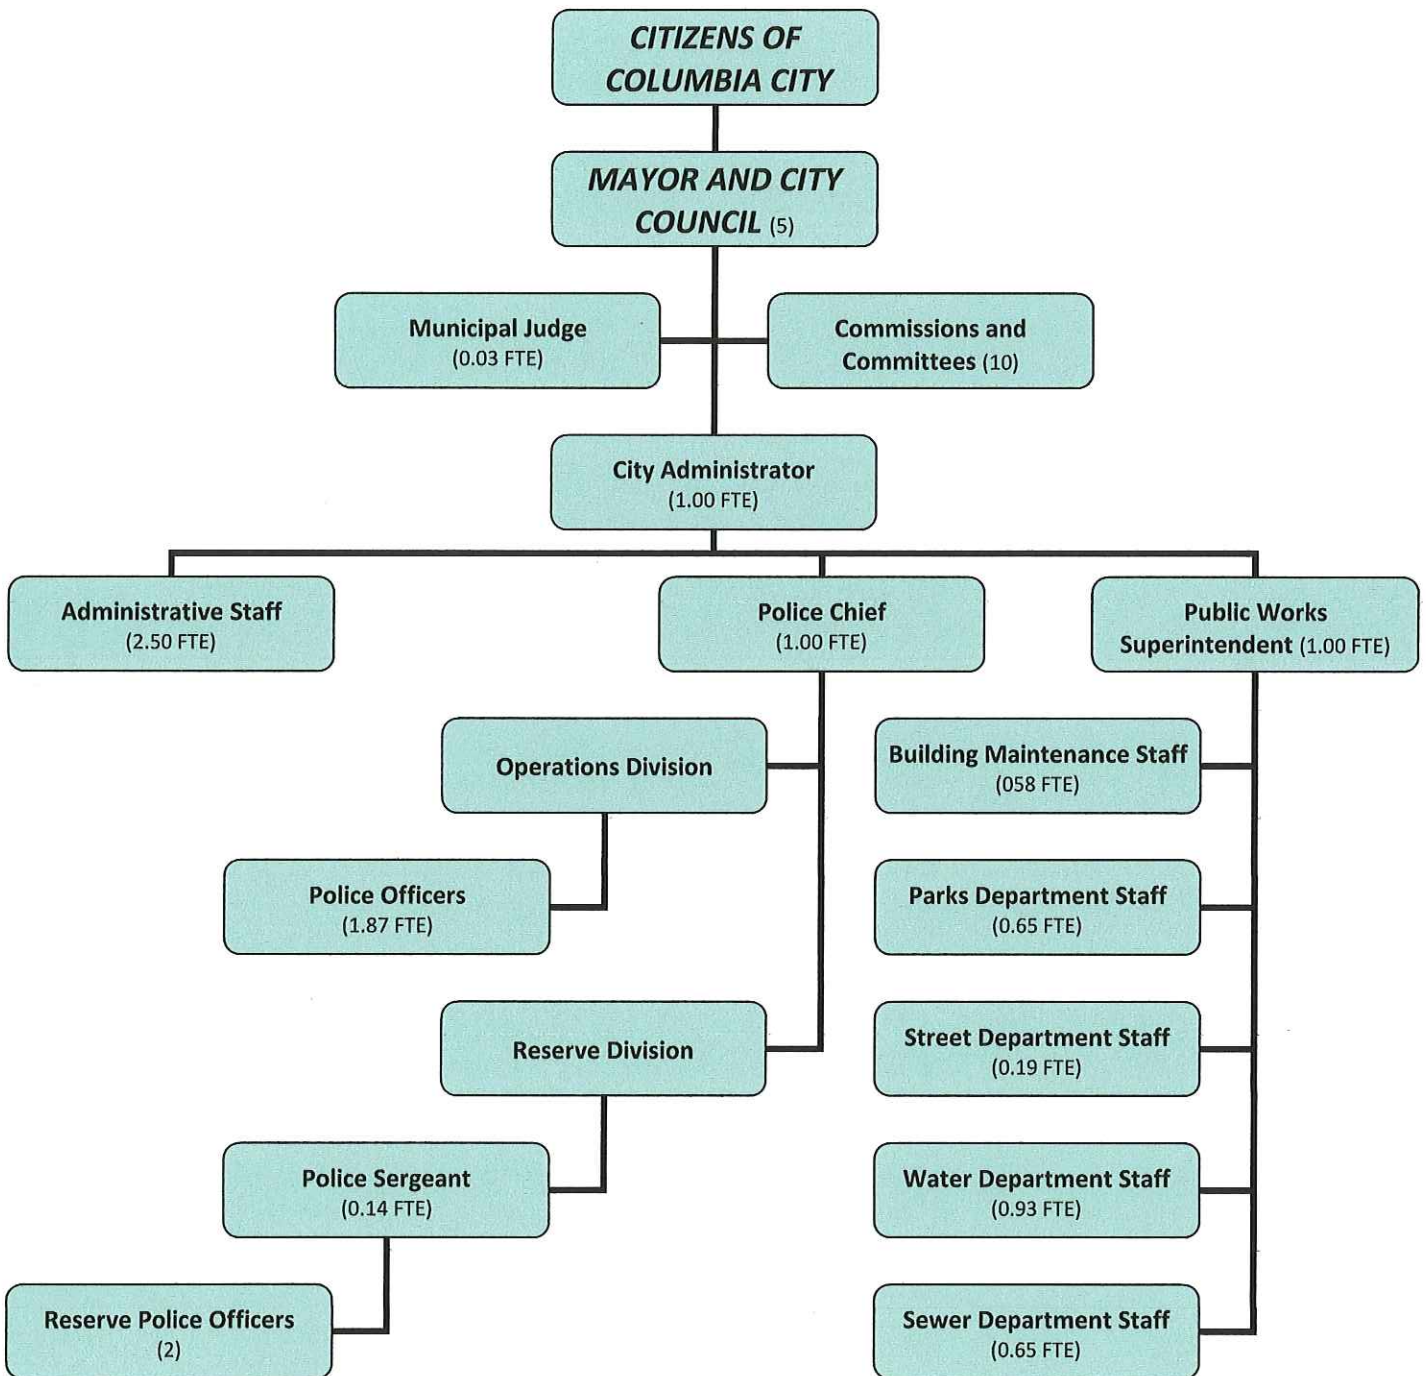 CITIZENS OF
COLUMBIA CITY
MAYOR AND CITY
COUNCIL (5)
Municipal Judge
(0.03 FTE)
Commissions and
Committees (10)
City Administrator
(1.00 FTE)
Administrative Staff
(2.50 FTE)
Police Chief
(1.00 FTE)
Public Works
Superintendent (1.00 FTE)
Operations Division
Building Maintenance Staff
(058 FTE)
Police Officers
(1.87 FTE)
Parks Department Staff
(0.65 FTE)
Reserve Division
Street Department Staff
(0.19 FTE)
Police Sergeant
(0.14 FTE)
Water Department Staff
(0.93 FTE)
Reserve Police Officers
(2)
Sewer Department Staff
(0.65 FTE)